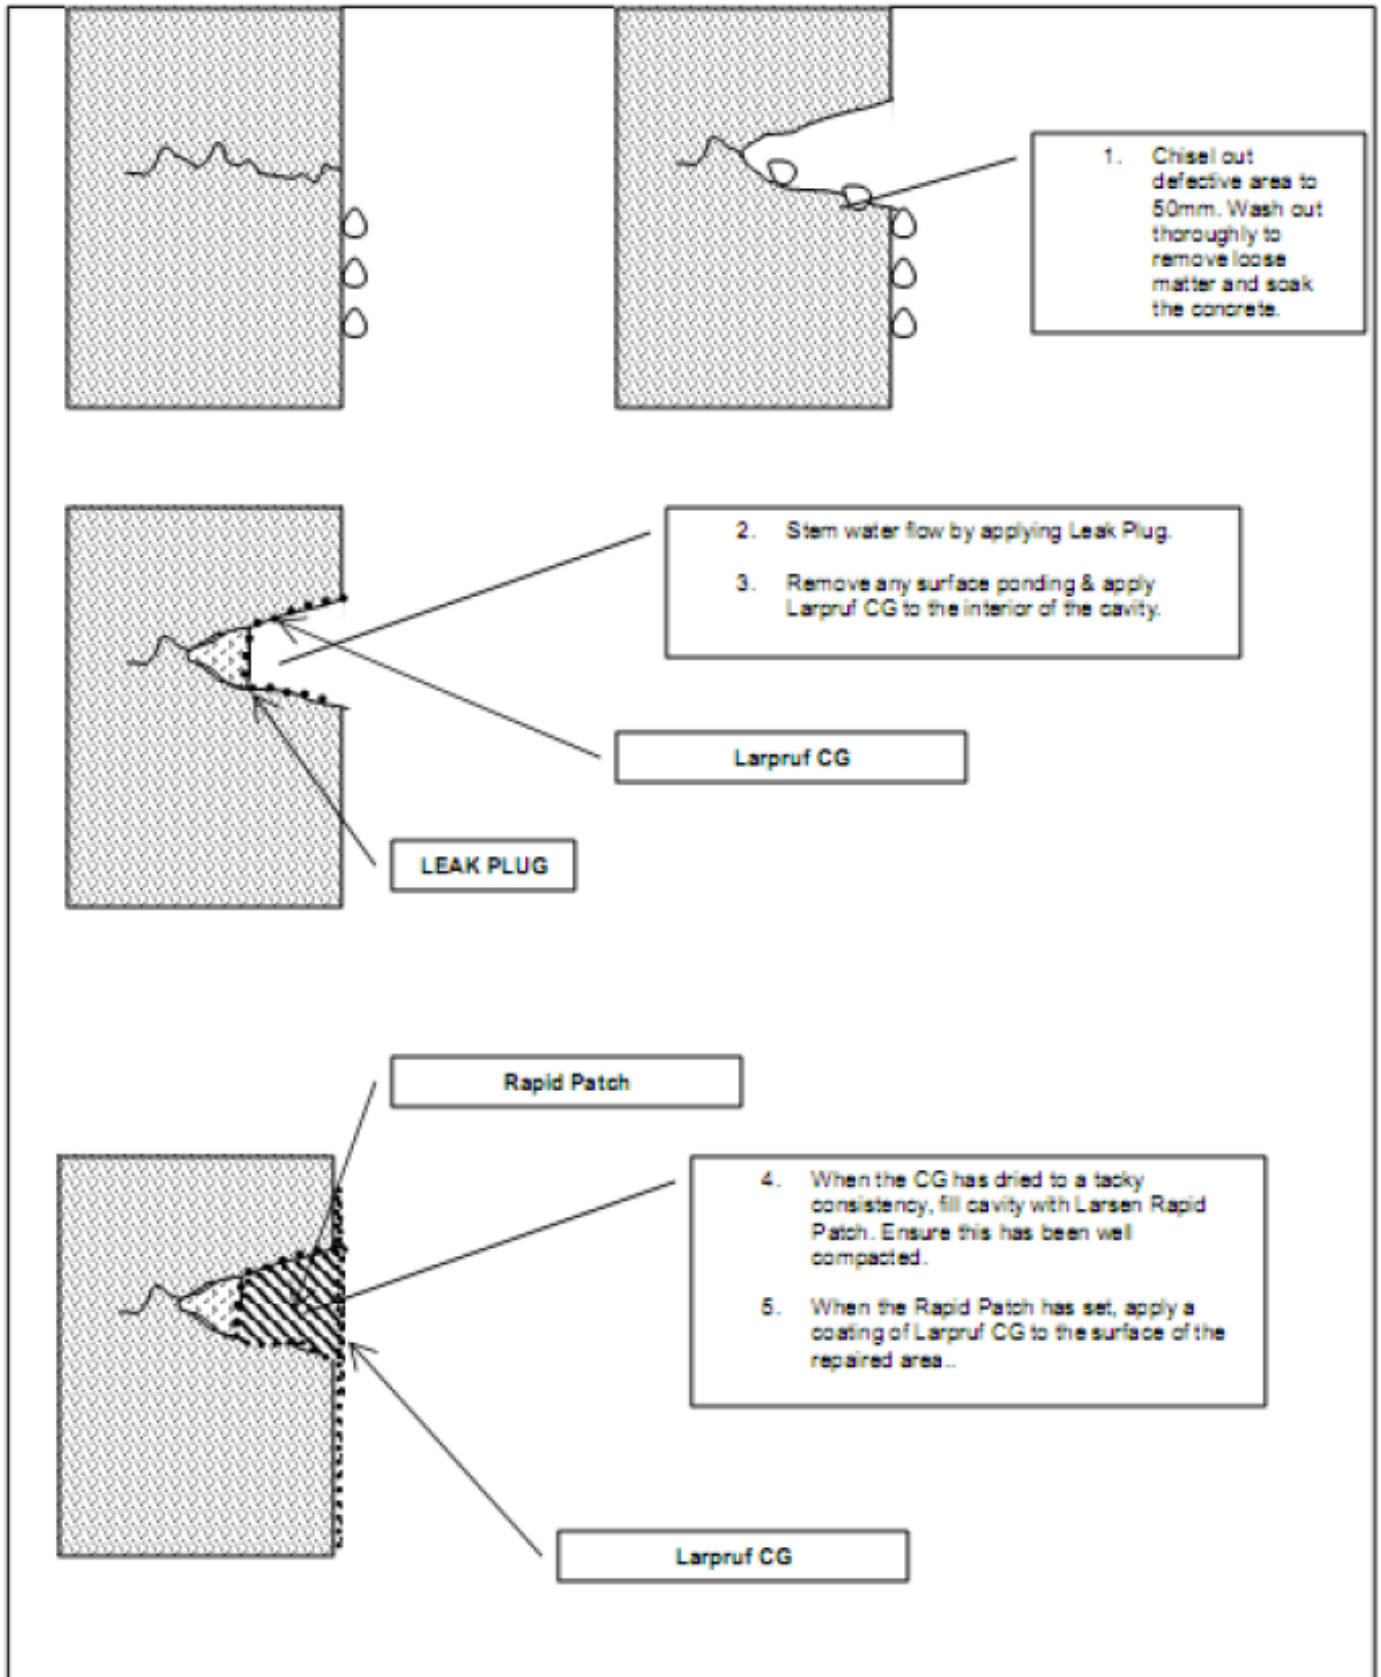 1. Chisel out
defective area to
50mm. Wash out
thoroughly to
remove loose
matter and soak
the concrete.
2. Stem water flow by applying Leak Plug.
3. Remove any surface ponding & apply
Larpruf CG to the interior of the cavity.
Larpruf CG
LEAK PLUG
Rapid Patch
4. When the CG has dried to a tacky
consistency, fill cavity with Larsen Rapid
Patch. Ensure this has been well
compacted.
5. When the Rapid Patch has set, apply a
coating of Larpruf CG to the surface of the
repaired area..
Larpruf CG